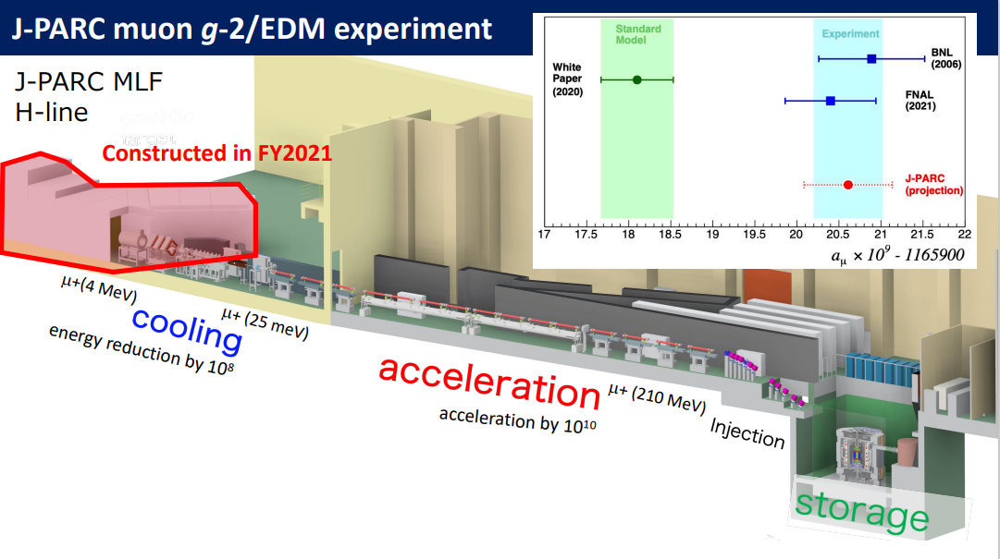 J-PARC muon g-2/EDM experiment
J-PARC MLF
H-line
Constructed in FY2021
μ+(4 MeV)
cooling
energy reduction by 10⁸
μ+ (25 meV)
acceleration
acceleration by 10¹⁰
μ+ (210 MeV)
Injection
storage
Standard
Model
Experiment
White
Paper
(2020)
BNL
(2006)
FNAL
(2021)
J-PARC
(projection)
17 17.5 18 18.5 19 19.5 20 20.5 21 21.5 22
aμ × 10⁹ - 1165900